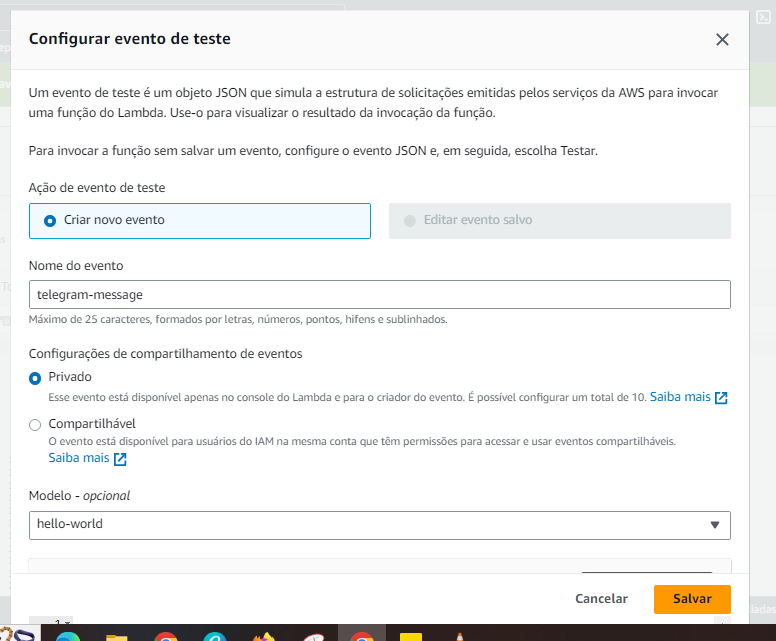 Configurar evento de teste
Um evento de teste é um objeto JSON que simula a estrutura de solicitações emitidas pelos serviços da AWS para invocar
uma função do Lambda. Use-o para visualizar o resultado da invocação da função.
Para invocar a função sem salvar um evento, configure o evento JSON e, em seguida, escolha Testar.
Ação de evento de teste
Criar novo evento
Editar evento salvo
Nome do evento
telegram-message
Máximo de 25 caracteres, formados por letras, números, pontos, hifens e sublinhados.
Configurações de compartilhamento de eventos
Privado
Esse evento está disponível apenas no console do Lambda e para o criador do evento. É possível configurar um total de 10. Saiba mais
Compartilhável
O evento está disponível para usuários do IAM na mesma conta que têm permissões para acessar e usar eventos compartilháveis.
Saiba mais
Modelo - opcional
hello-world
Cancelar
Salvar